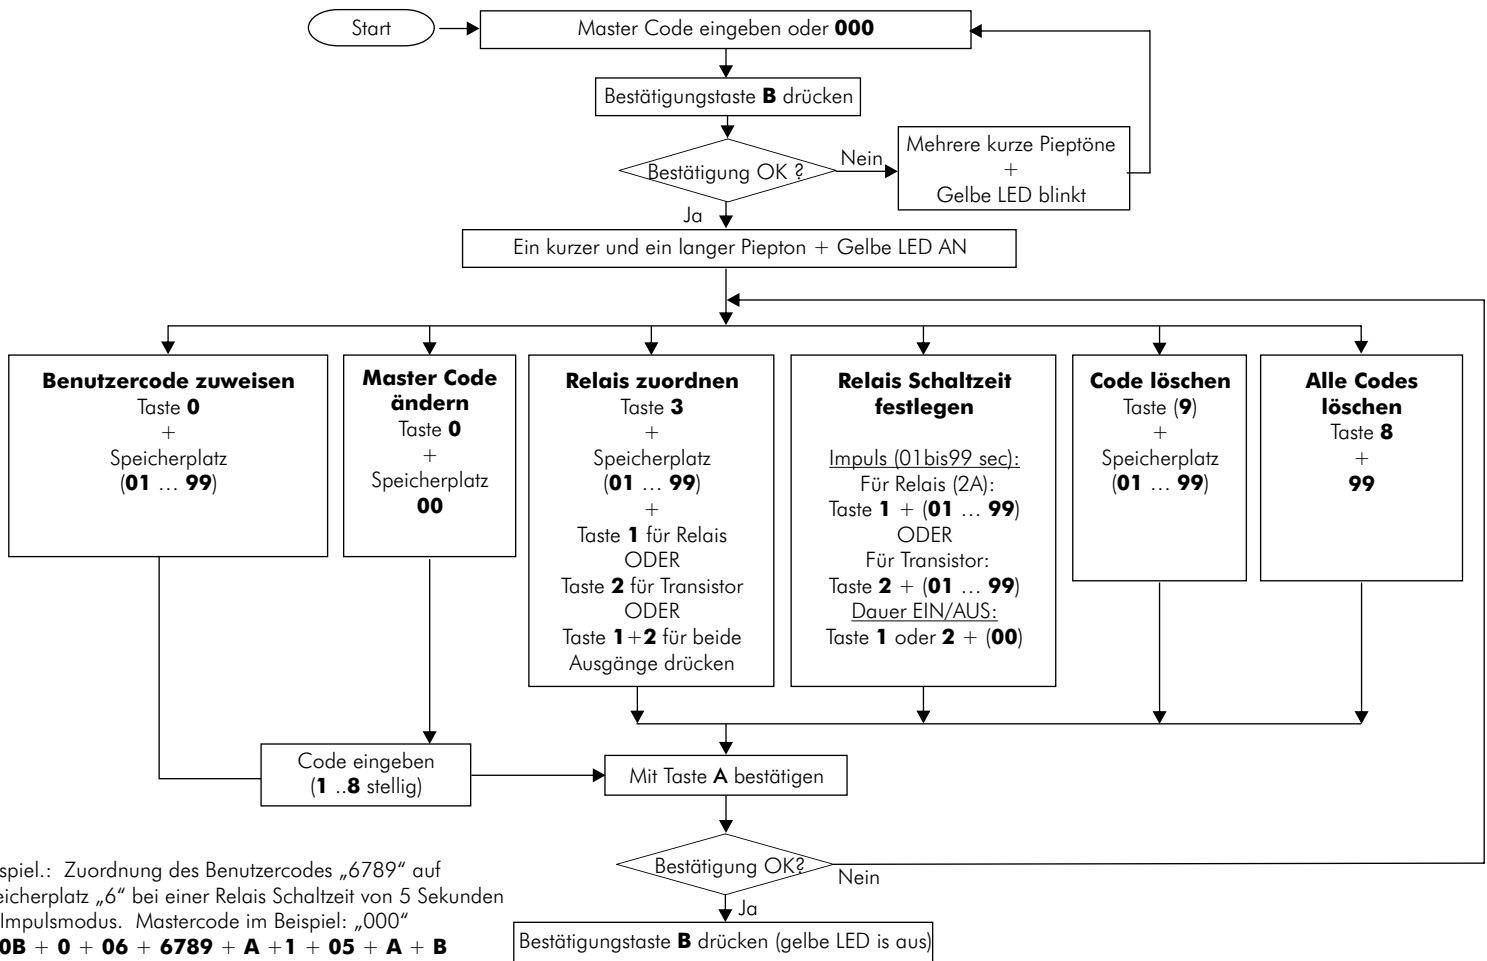 Start
Master Code eingeben oder 000
Bestätigungstaste B drücken
Bestätigung OK ?
Nein
Mehrere kurze Pieptöne
+
Gelbe LED blinkt
Ja
Ein kurzer und ein langer Piepton + Gelbe LED AN
Benutzercode zuweisen
Taste 0
+
Speicherplatz
(01 ... 99)
Master Code
ändern
Taste 0
+
Speicherplatz
00
Relais zuordnen
Taste 3
+
Speicherplatz
(01 ... 99)
+
Taste 1 für Relais
ODER
Taste 2 für Transistor
ODER
Taste 1+2 für beide
Ausgänge drücken
Relais Schaltzeit
festlegen
Impuls (01bis99 sec):
Für Relais (2A):
Taste 1 + (01 ... 99)
ODER
Für Transistor:
Taste 2 + (01 ... 99)
Dauer EIN/AUS:
Taste 1 oder 2 + (00)
Code löschen
Taste (9)
+
Speicherplatz
(01 ... 99)
Alle Codes
löschen
Taste 8
+
99
Code eingeben
(1 ..8 stellig)
Mit Taste A bestätigen
Bestätigung OK?
Nein
Ja
Bestätigungstaste B drücken (gelbe LED is aus)
spiel.: Zuordnung des Benutzercodes „6789“ auf
eicherplatz „6“ bei einer Relais Schaltzeit von 5 Sekunden
Impulsmodus. Mastercode im Beispiel: „000“
0B + 0 + 06 + 6789 + A +1 + 05 + A + B